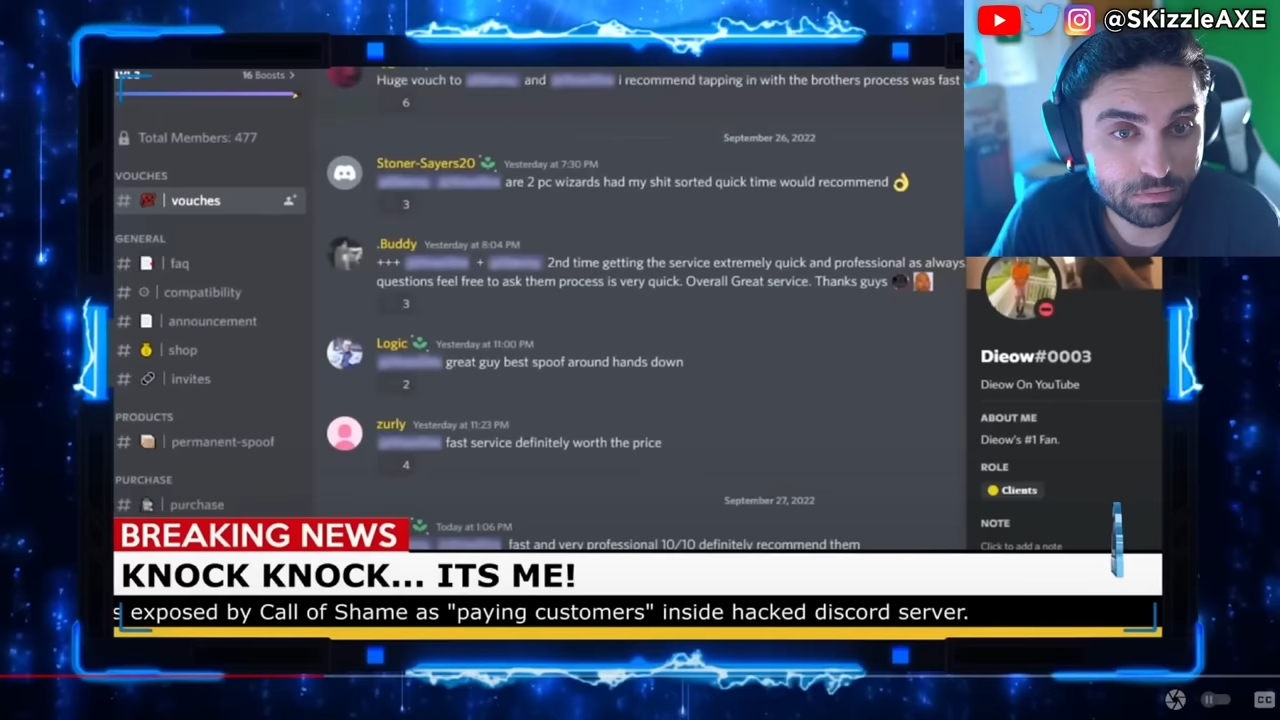 @SKizzleAXE
LVL 3
16 Boosts >
Total Members: 477
VOUCHES
# | vouches
GENERAL
# | faq
# | compatibility
# | announcement
# | shop
# | invites
PRODUCTS
# | permanent-spoof
PURCHASE
# | purchase
Huge vouch to and i recommend tapping in with the brothers process was fast
6
September 26, 2022
Stoner-Sayers20 Yesterday at 7:30 PM
are 2 pc wizards had my shit sorted quick time would recommend 👌
3
.Buddy Yesterday at 8:04 PM
+++ + 2nd time getting the service extremely quick and professional as always
questions feel free to ask them process is very quick. Overall Great service. Thanks guys
3
Logic Yesterday at 11:00 PM
great guy best spoof around hands down
2
zurly Yesterday at 11:23 PM
fast service definitely worth the price
4
September 27, 2022
Today at 1:06 PM
fast and very professional 10/10 definitely recommend them
Dieow#0003
Dieow On YouTube
ABOUT ME
Dieow's #1 Fan.
ROLE
Clients
NOTE
Click to add a note
BREAKING NEWS
KNOCK KNOCK... ITS ME!
s exposed by Call of Shame as "paying customers" inside hacked discord server.
CC